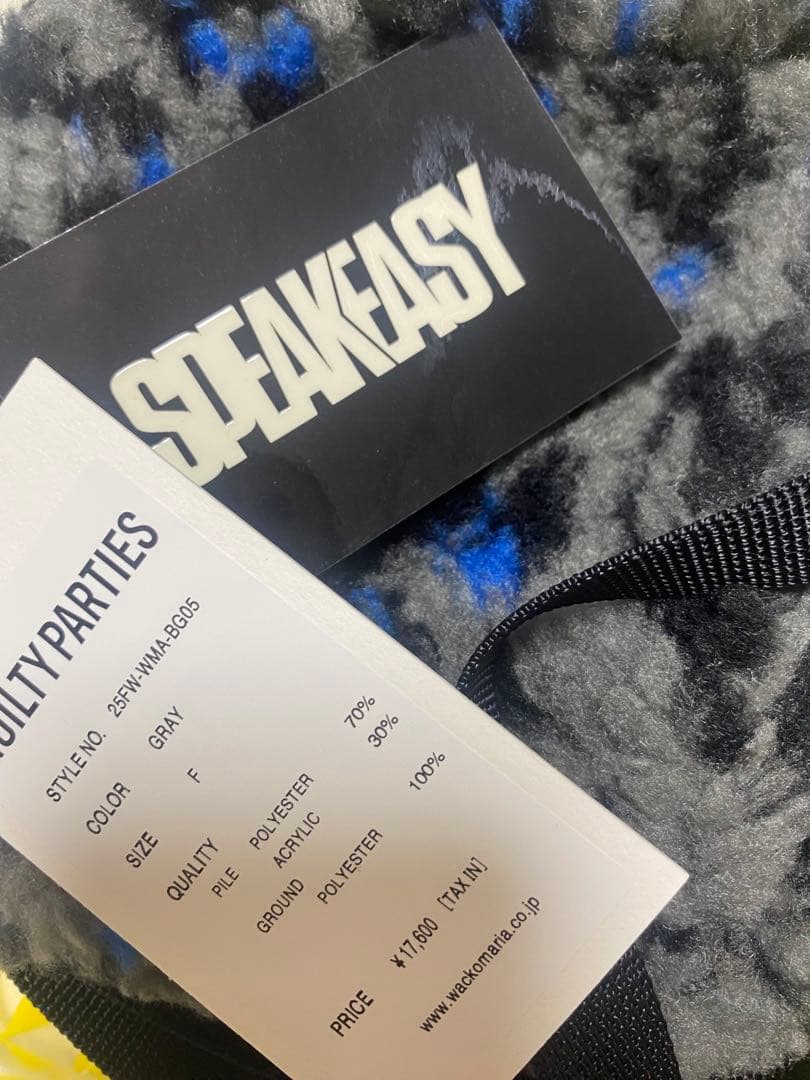 SPEAKEASY
GUILTY PARTIES
STYLE NO. 25FW-WMA-BG05
COLOR GRAY
SIZE F
QUALITY
PILE POLYESTER 70%
ACRYLIC 30%
GROUND POLYESTER 100%
PRICE ¥17,600 [TAX IN]
www.wackomaria.co.jp